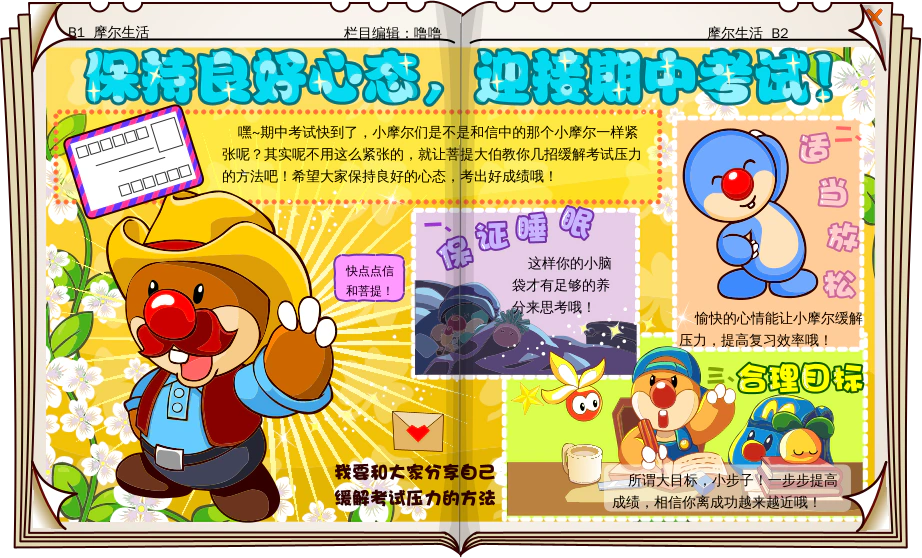 B1 摩尔生活
栏目编辑：噜噜
摩尔生活 B2
保持良好心态，迎接期中考试！
嘿~期中考试快到了，小摩尔们是不是和信中的那个小摩尔一样紧
张呢？其实呢不用这么紧张的，就让菩提大伯教你几招缓解考试压力
的方法吧！希望大家保持良好的心态，考出好成绩哦！
快点点信
和菩提！
我要和大家分享自己
缓解考试压力的方法
一、保证睡眠
这样你的小脑
袋才有足够的养
分来思考哦！
二、适当放松
愉快的心情能让小摩尔缓解
压力，提高复习效率哦！
三、合理目标
所谓大目标，小步子！一步步提高
成绩，相信你离成功越来越近哦！